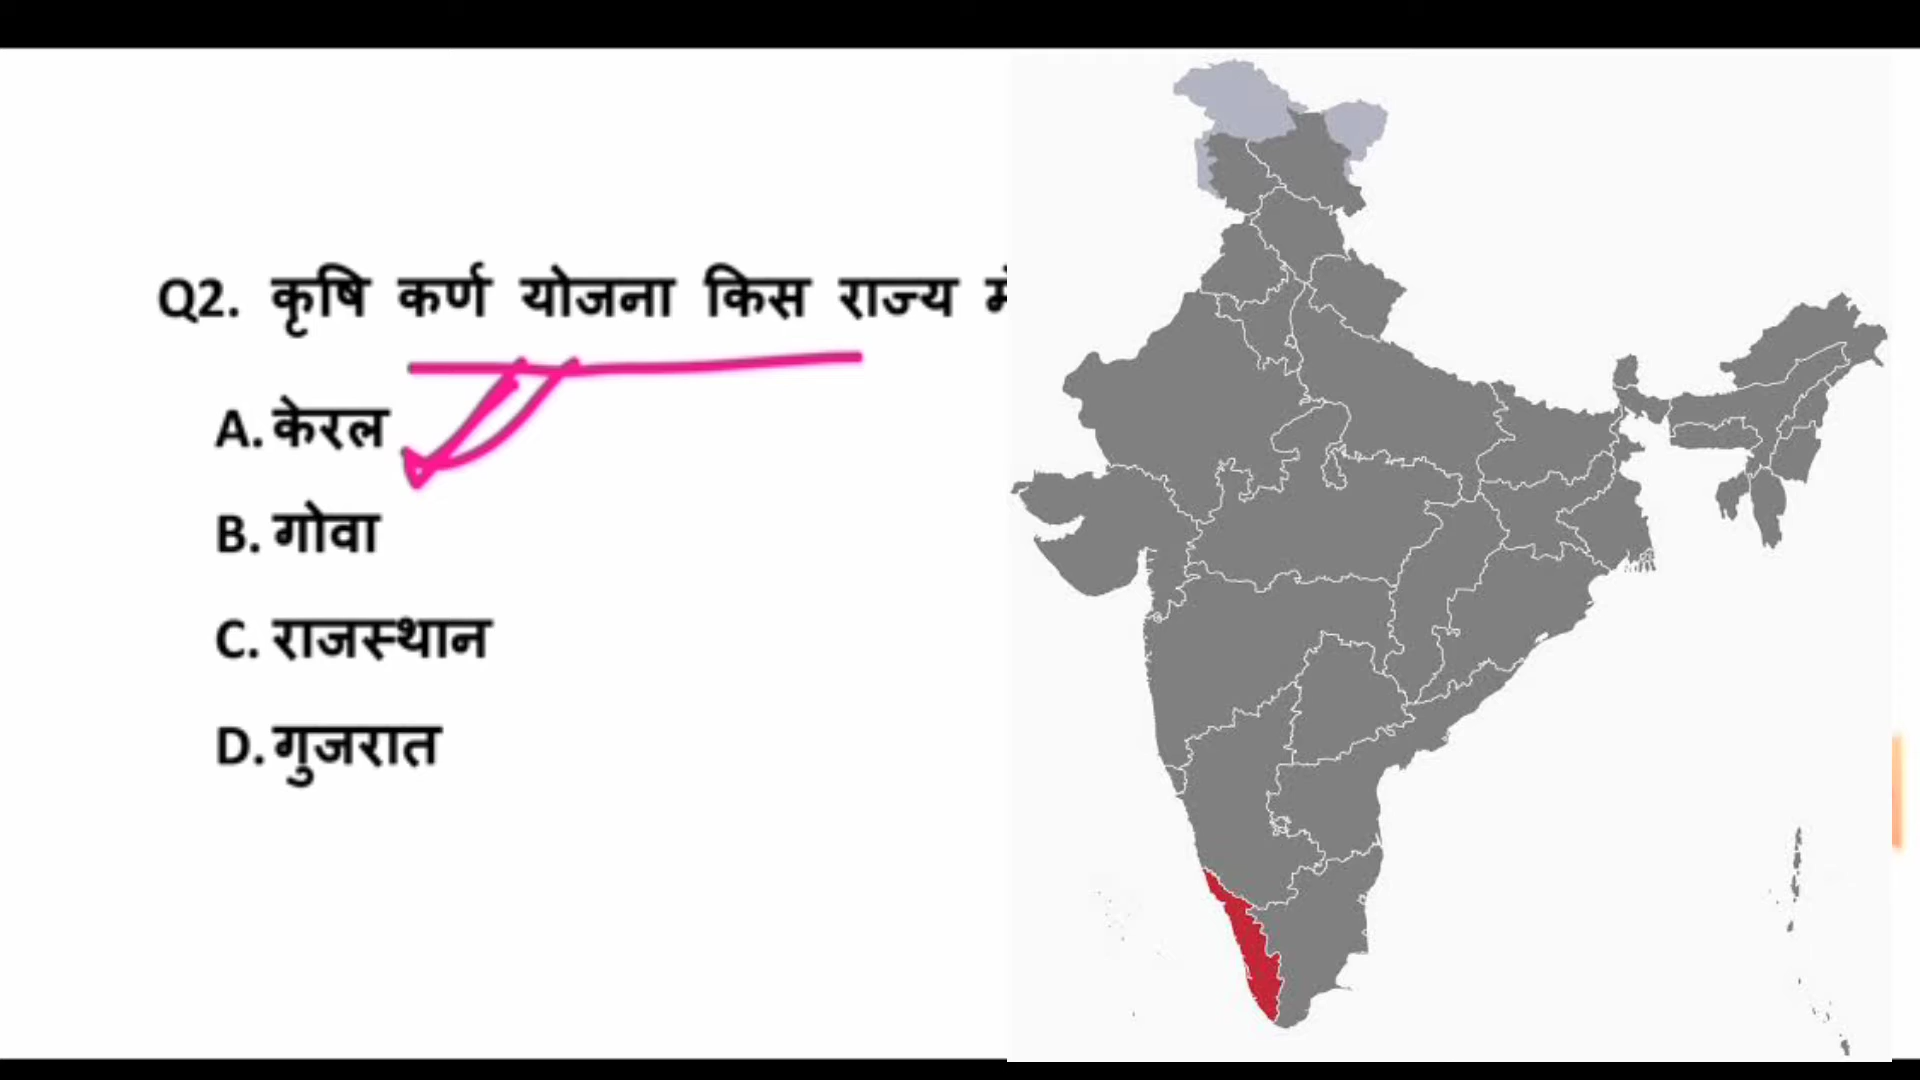 Q2. कृषि कर्ण योजना किस राज्य
A. केरल
B. गोवा
C. राजस्थान
D. गुजरात